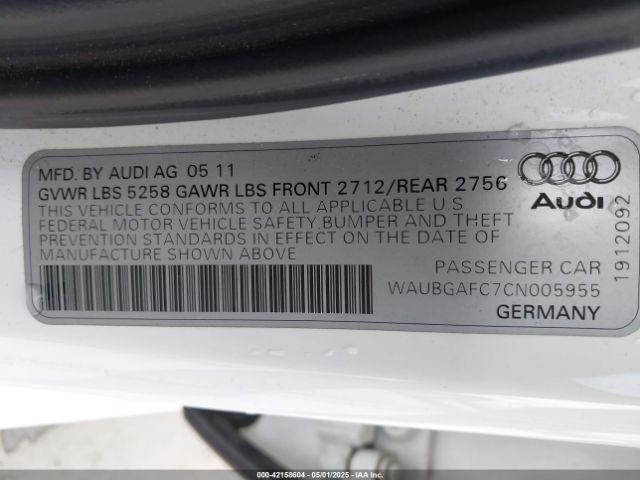 MFD. BY AUDI AG 05 11
GVWR LBS 5258 GAWR LBS FRONT 2712/REAR 2756
THIS VEHICLE CONFORMS TO ALL APPLICABLE U.S.
FEDERAL MOTOR VEHICLE SAFETY, BUMPER AND THEFT
PREVENTION STANDARDS IN EFFECT ON THE DATE OF
MANUFACTURE SHOWN ABOVE
Audi
1912092
PASSENGER CAR
WAUBGAFC7CN005955
GERMANY
000-42158604 - 05/01/2025 - IAAI.com